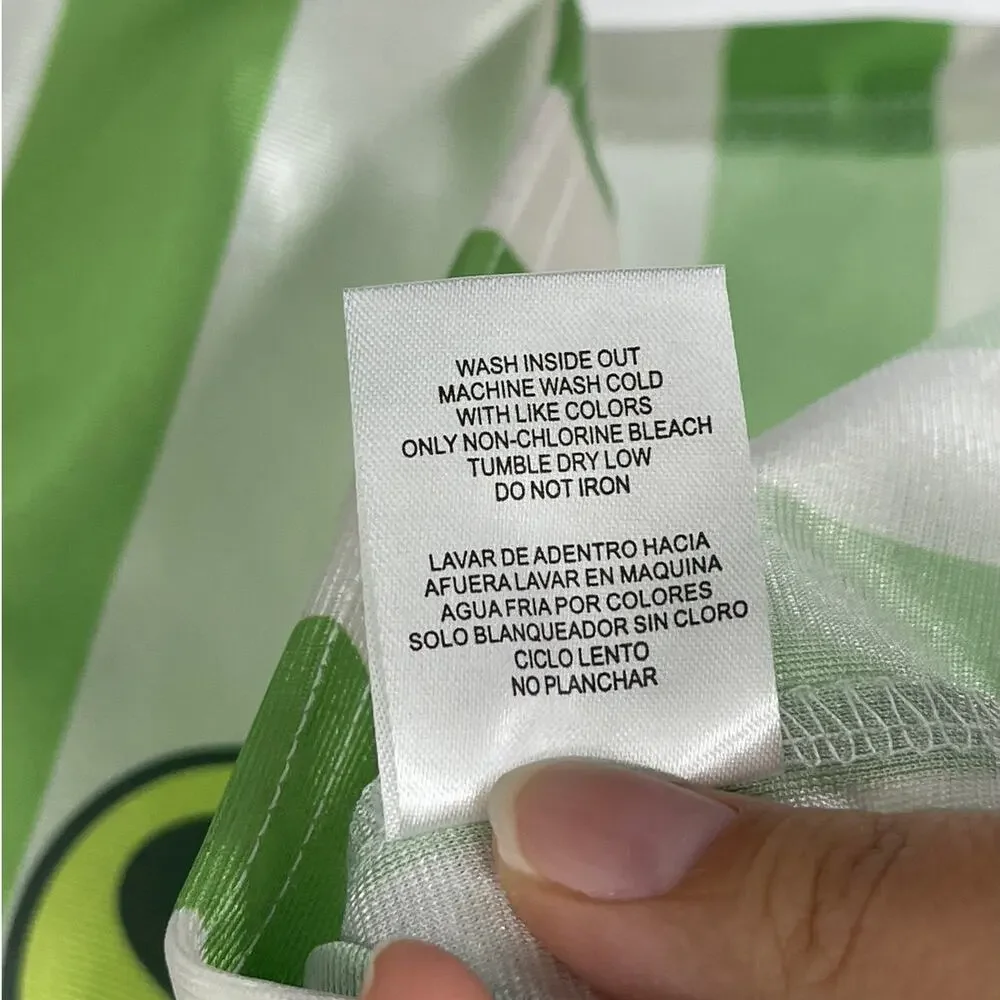 WASH INSIDE OUT
MACHINE WASH COLD
WITH LIKE COLORS
ONLY NON-CHLORINE BLEACH
TUMBLE DRY LOW
DO NOT IRON
LAVAR DE ADENTRO HACIA
AFUERA LAVAR EN MAQUINA
AGUA FRIA POR COLORES
SOLO BLANQUEADOR SIN CLORO
CICLO LENTO
NO PLANCHAR